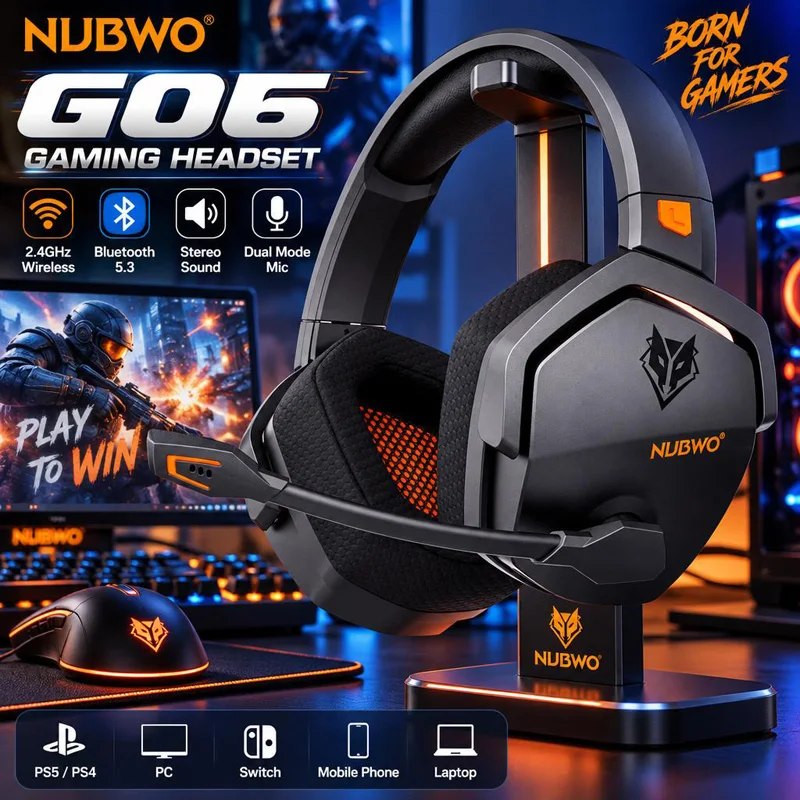 NUBWO®
G06
GAMING HEADSET
BORN
FOR
GAMERS
2.4GHz
Wireless
Bluetooth
5.3
Stereo
Sound
Dual Mode
Mic
L
PLAY
TO WIN
NUBWO®
NUBWO
NUBWO®
PS5 / PS4
PC
Switch
Mobile Phone
Laptop